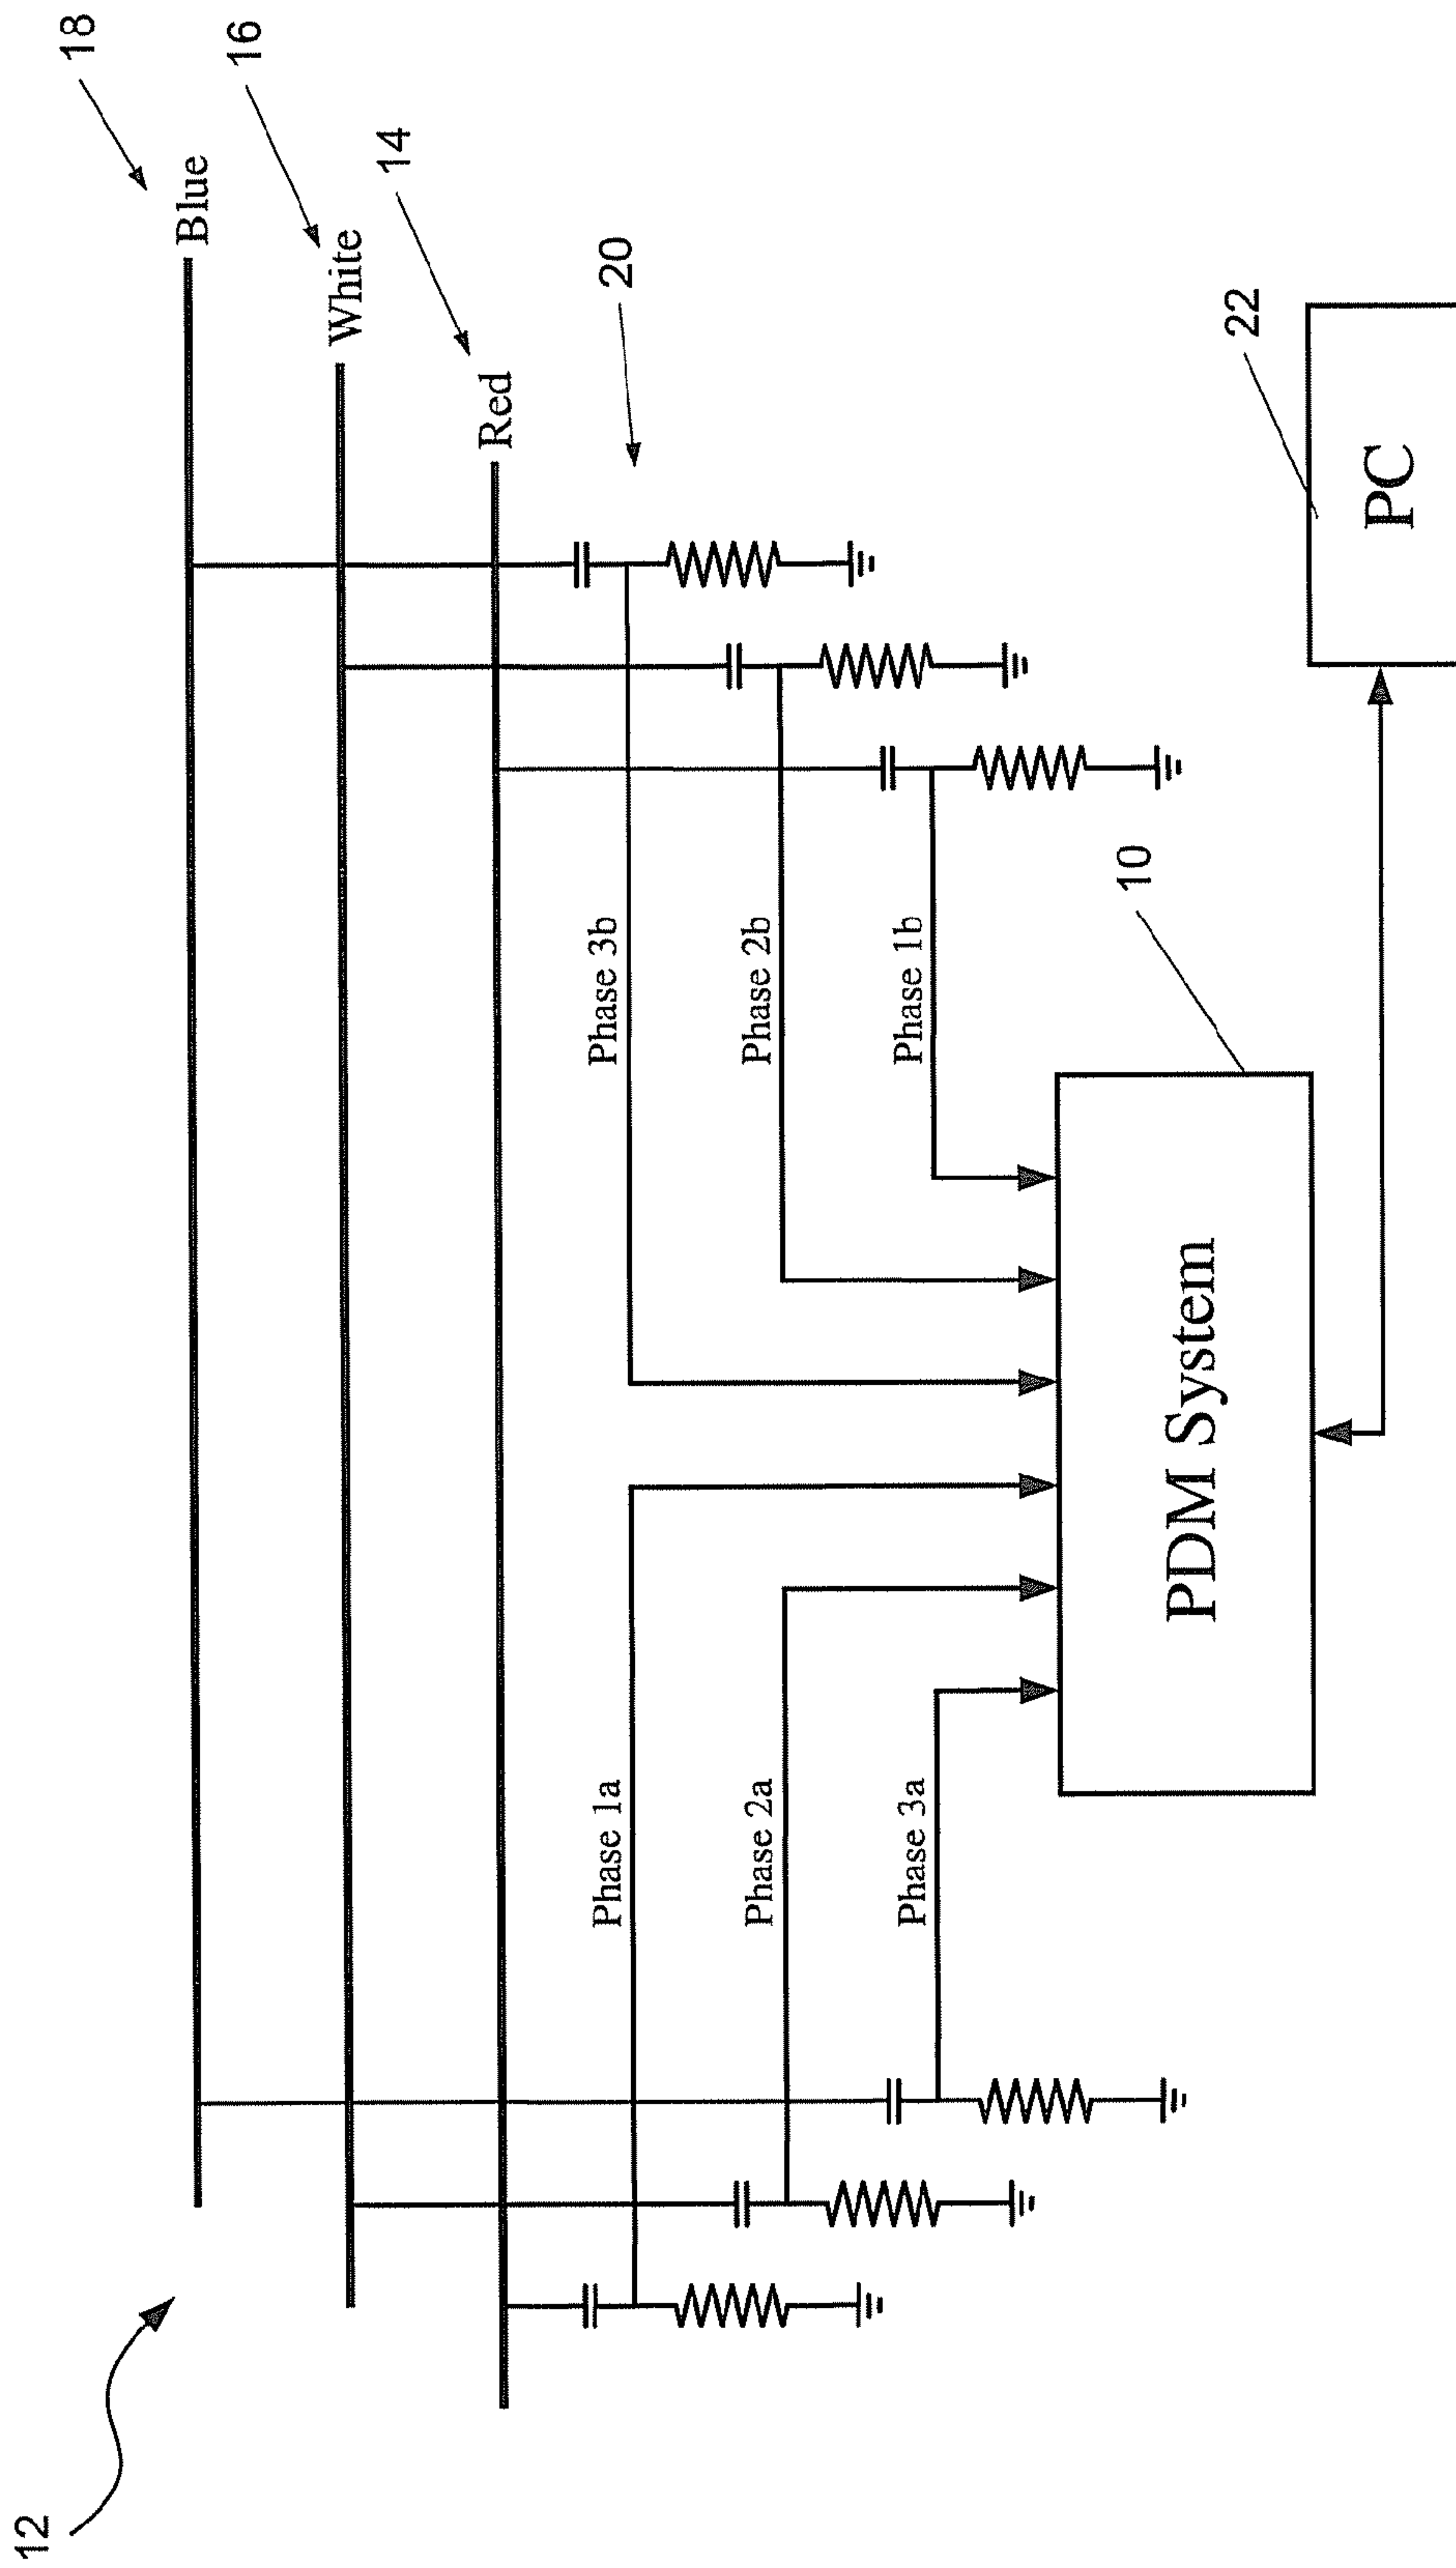 12
18
Blue
16
White
14
Red
20
Phase 1a
Phase 3b
Phase 2a
Phase 2b
Phase 3a
Phase 1b
10
PDM System
22
PC